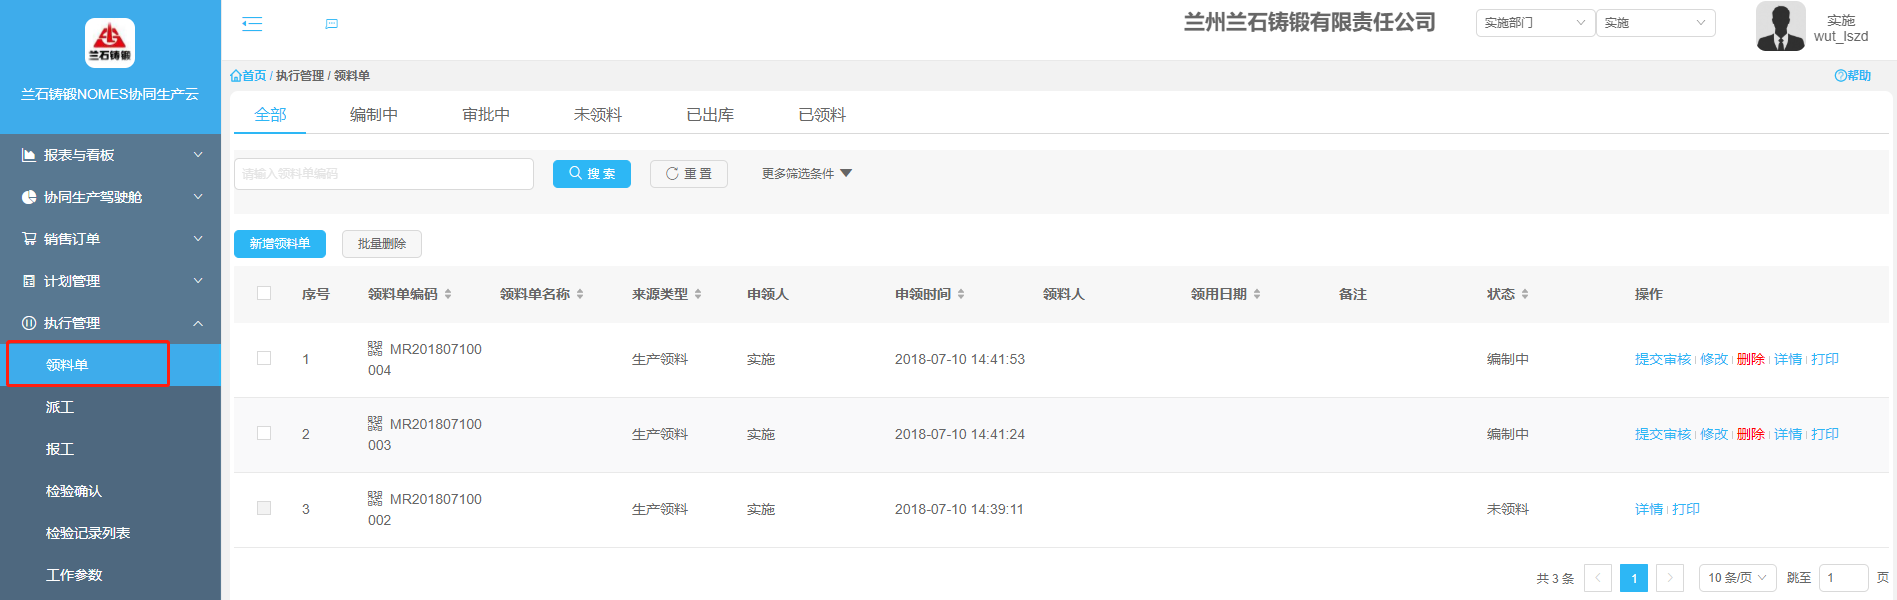 兰石铸锻
兰石铸锻NOMES协同生产云
报表与看板
协同生产驾驶舱
销售订单
计划管理
执行管理
领料单
派工
报工
检验确认
检验记录列表
工作参数
兰州兰石铸锻有限责任公司
实施部门
实施
实施
wut_lszd
首页 / 执行管理 / 领料单
帮助
全部 编制中 审批中 未领料 已出库 已领料
请输入领料单编码 搜 索 重 置 更多筛选条件
新增领料单 批量删除
序号 领料单编码 领料单名称 来源类型 申领人 申领时间 领料人 领用日期 备注 状态 操作
1 MR201807100004 生产领料 实施 2018-07-10 14:41:53 编制中 提交审核 修改 删除 详情 打印
2 MR201807100003 生产领料 实施 2018-07-10 14:41:24 编制中 提交审核 修改 删除 详情 打印
3 MR201807100002 生产领料 实施 2018-07-10 14:39:11 未领料 详情 打印
共 3 条 1 10 条/页 跳至 1 页